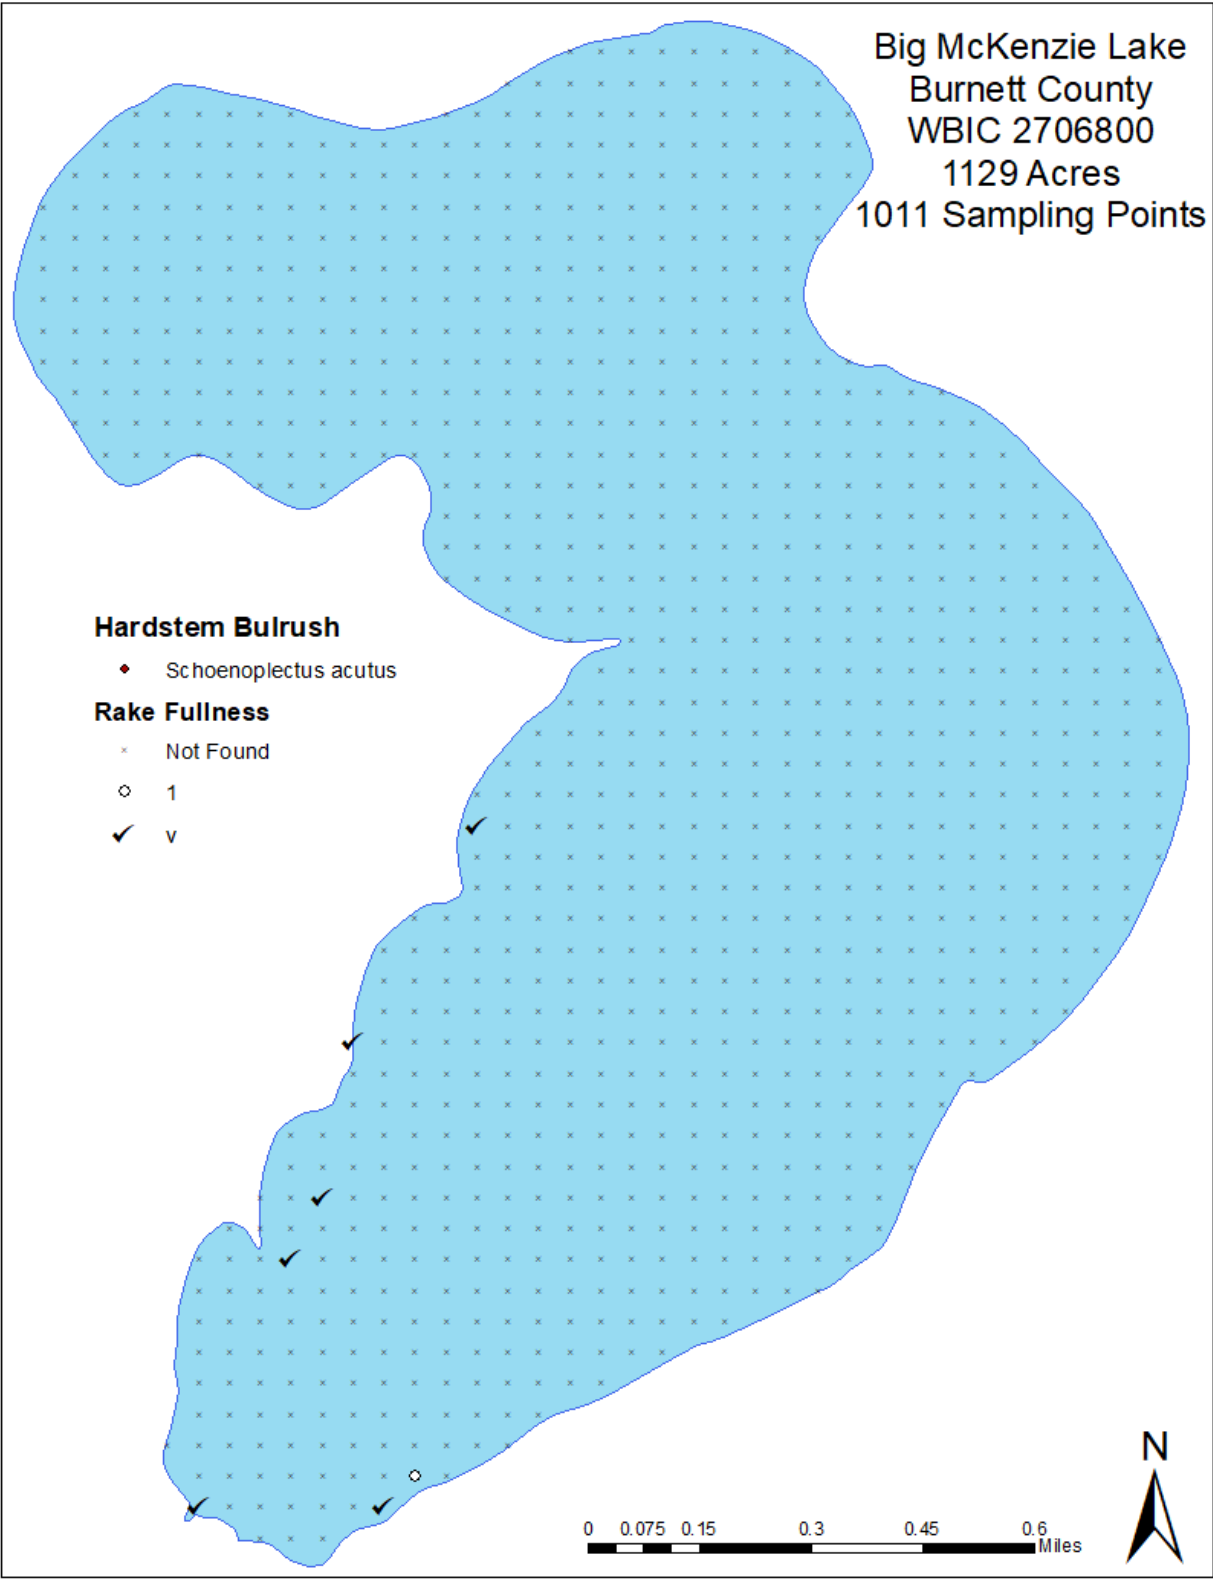 Big McKenzie Lake
Burnett County
WBIC 2706800
1129 Acres
1011 Sampling Points
Hardstem Bulrush
Schoenoplectus acutus
Rake Fullness
Not Found
1
v
N
0 0.075 0.15 0.3 0.45 0.6
Miles